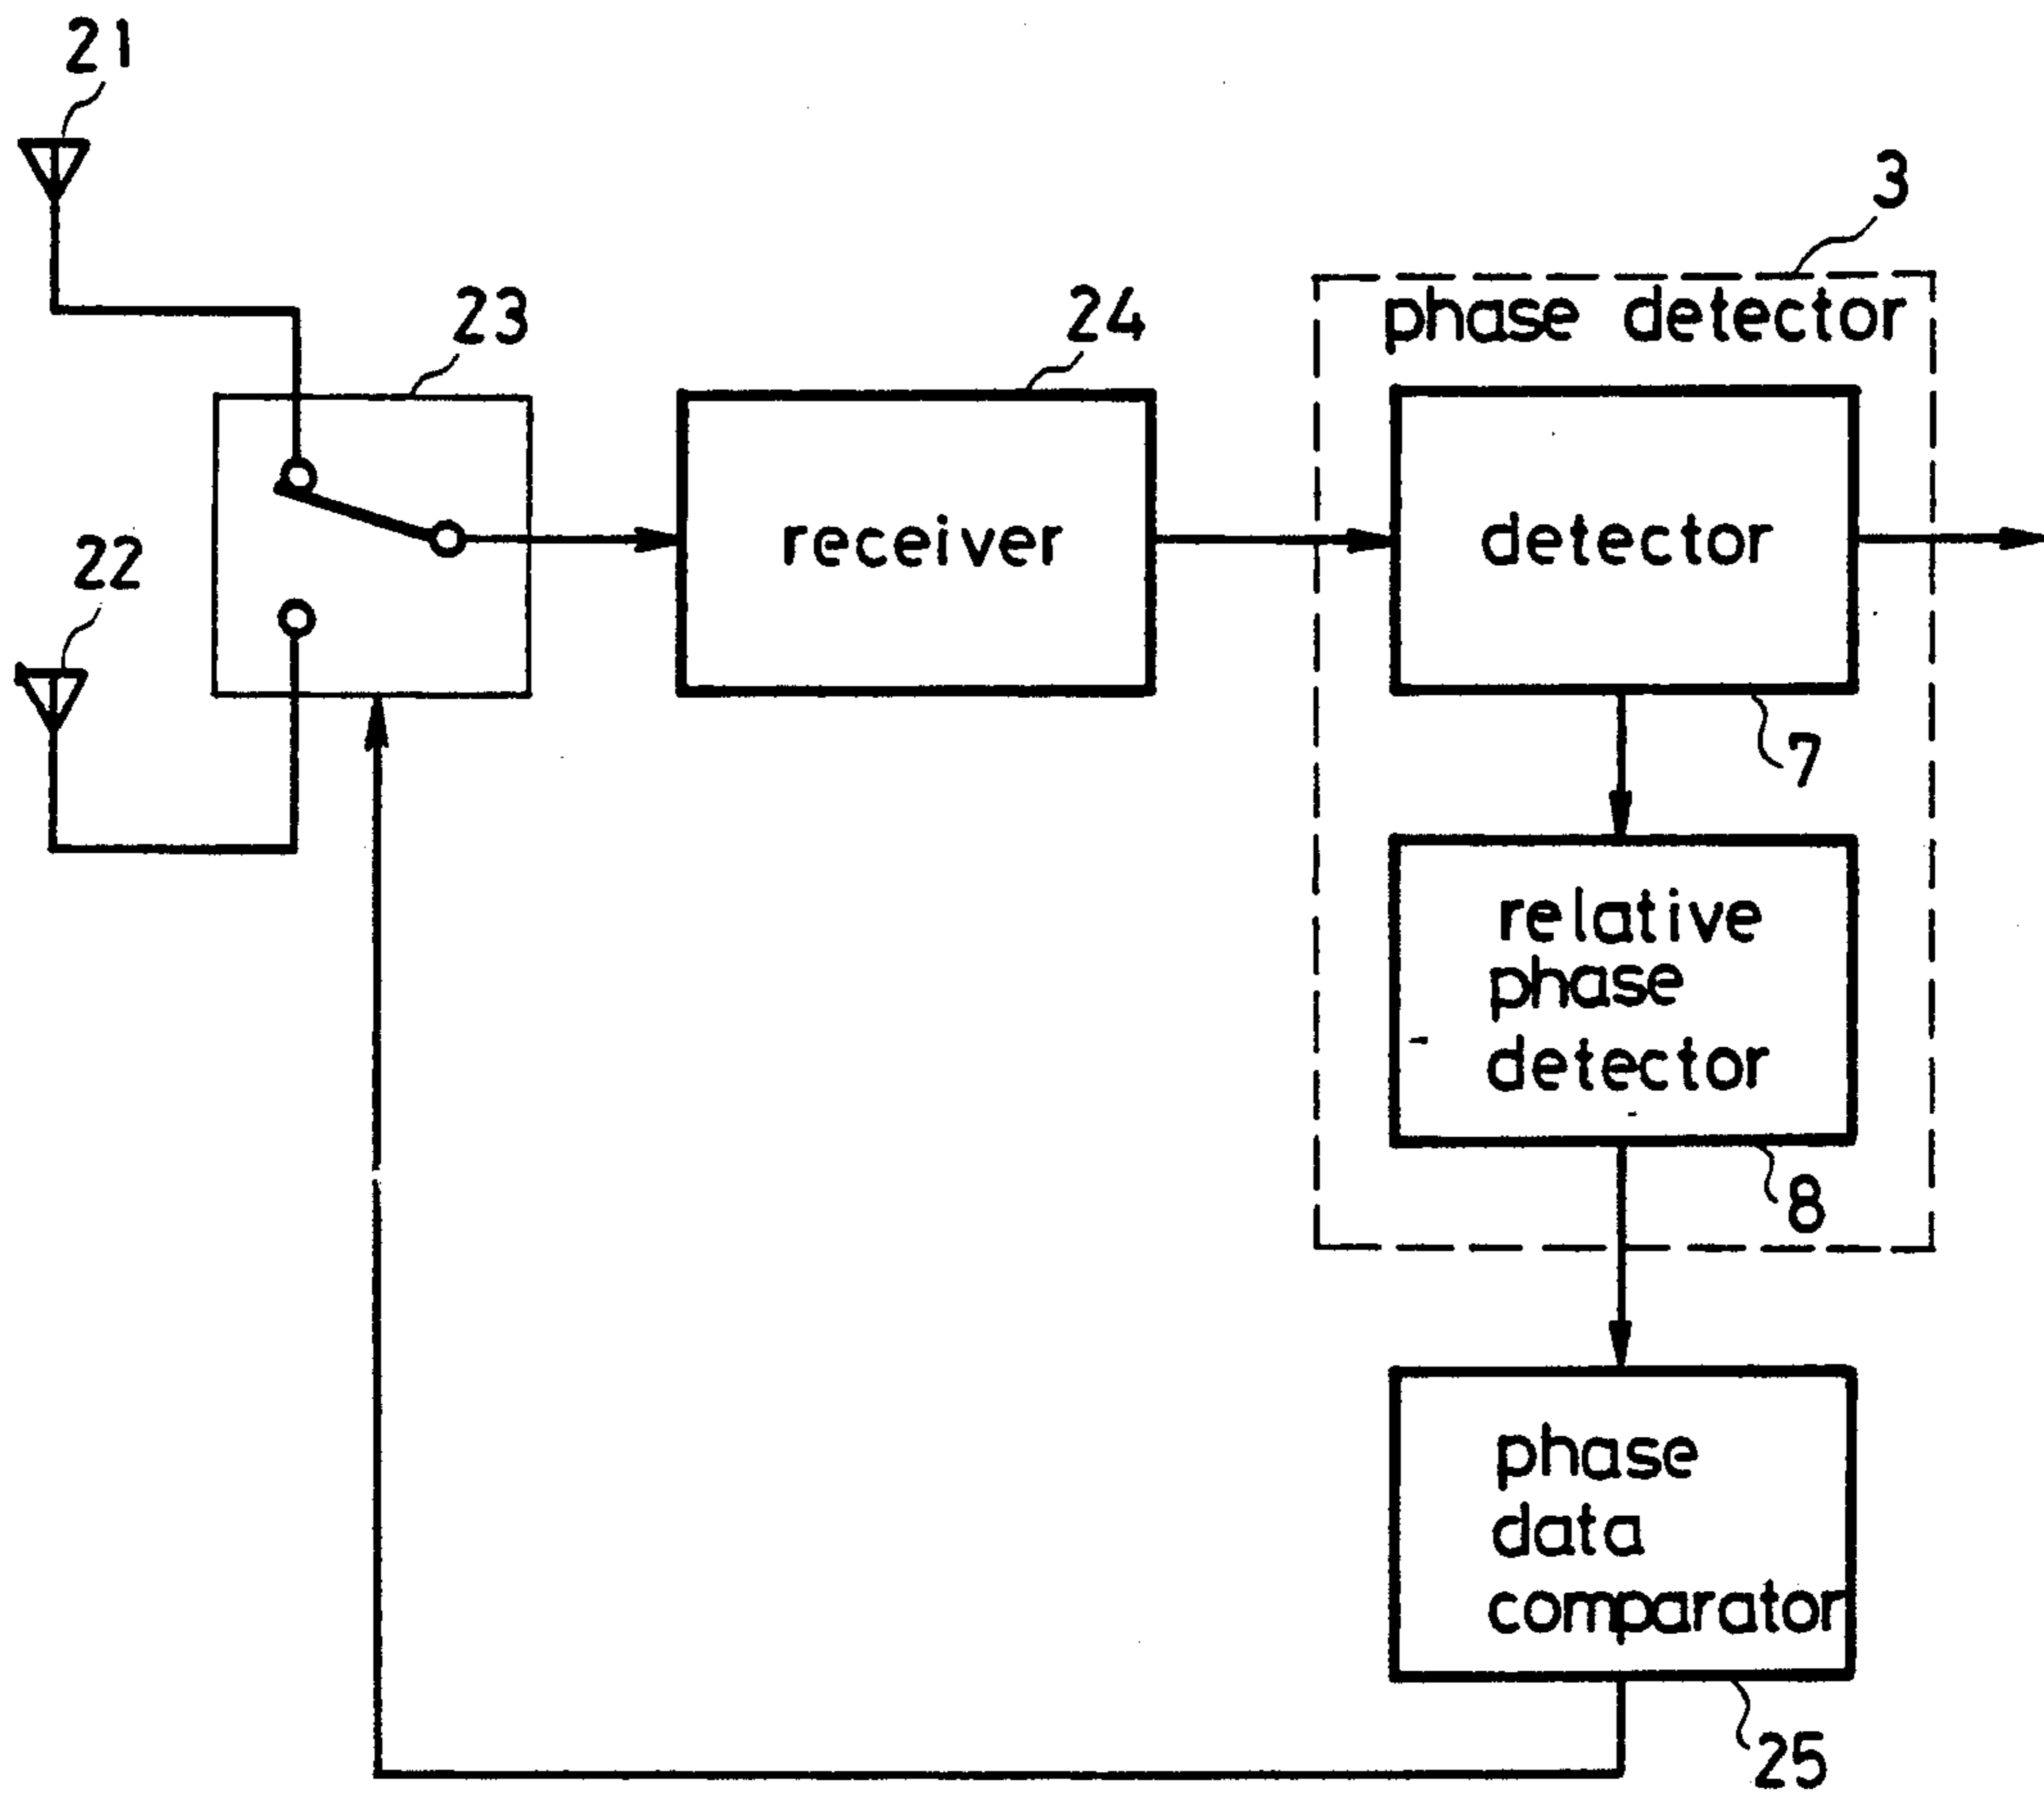 21
3
23
24
phase detector
22
receiver
detector
7
relative
phase
detector
8
phase
data
comparator
25